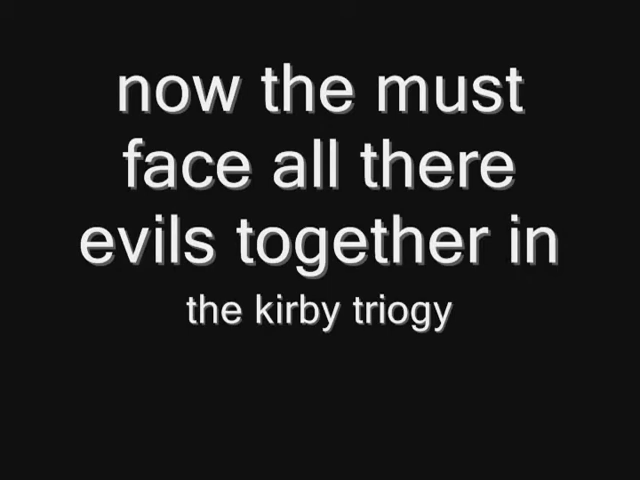 now the must
face all there
evils together in
the kirby triogy